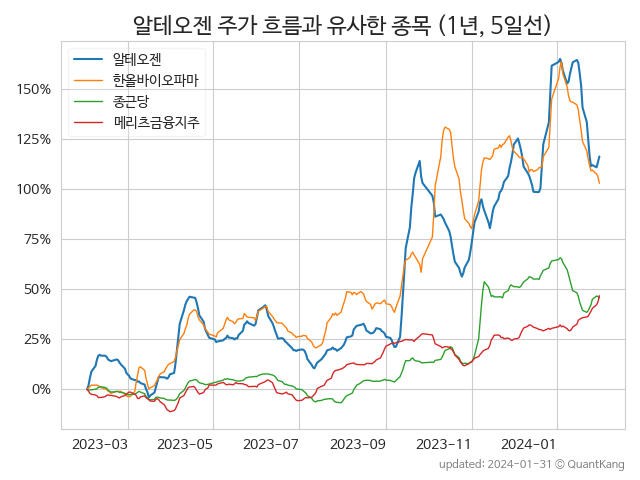 알테오젠 주가 흐름과 유사한 종목 (1년, 5일선)
알테오젠
한올바이오파마
종근당
메리츠금융지주
150%
125%
100%
75%
50%
25%
0%
2023-03 2023-05 2023-07 2023-09 2023-11 2024-01
updated: 2024-01-31 © QuantKang